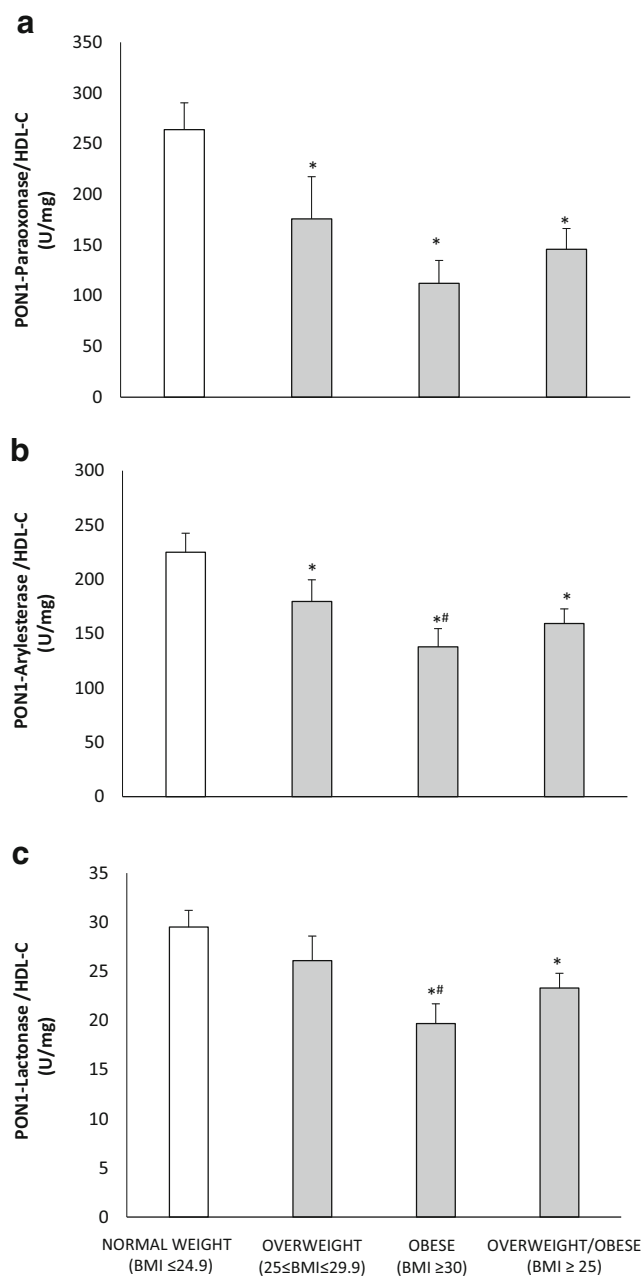 a
PON1-Paraoxonase/HDL-C
(U/mg)
350
300
250
200
150
100
50
0
*
*
*
b
PON1-Arylesterase /HDL-C
(U/mg)
300
250
200
150
100
50
0
*
*#
*
c
PON1-Lactonase /HDL-C
(U/mg)
35
30
25
20
15
10
5
0
*#
*
NORMAL WEIGHT
(BMI ≤24.9)
OVERWEIGHT
(25≤BMI≤29.9)
OBESE
(BMI ≥30)
OVERWEIGHT/OBESE
(BMI ≥ 25)